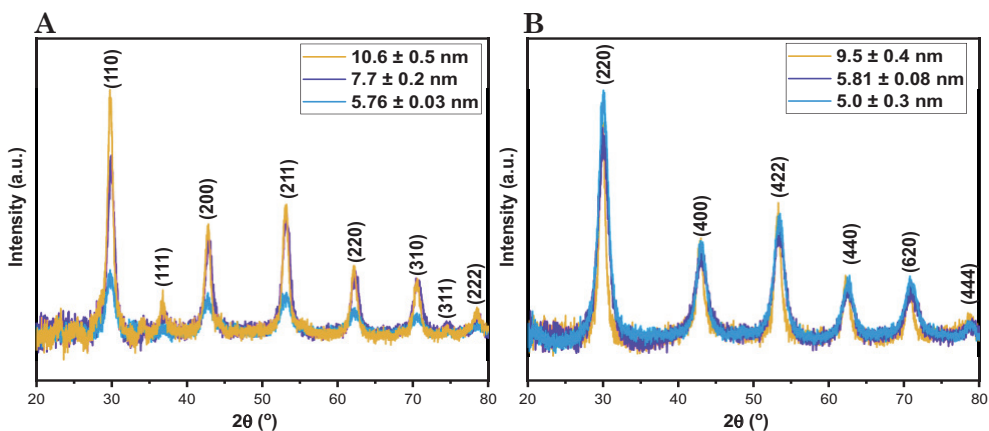 A
10.6 ± 0.5 nm
7.7 ± 0.2 nm
5.76 ± 0.03 nm
(110)
(111)
(200)
(211)
(220)
(310)
(311)
(222)
Intensity (a.u.)
20 30 40 50 60 70 80
2θ (º)
B
9.5 ± 0.4 nm
5.81 ± 0.08 nm
5.0 ± 0.3 nm
(220)
(400)
(422)
(440)
(620)
(444)
Intensity (a.u.)
20 30 40 50 60 70 80
2θ (º)